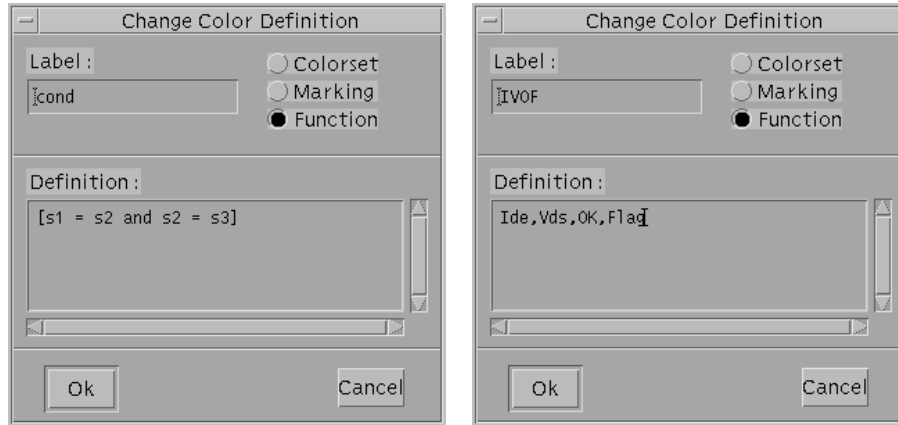 Change Color Definition
Label :
Colorset
cond
Marking
Function
Definition :
[s1 = s2 and s2 = s3]
Ok
Cancel
Change Color Definition
Label :
Colorset
IVOF
Marking
Function
Definition :
Ide,Vds,OK,Flag
Ok
Cancel